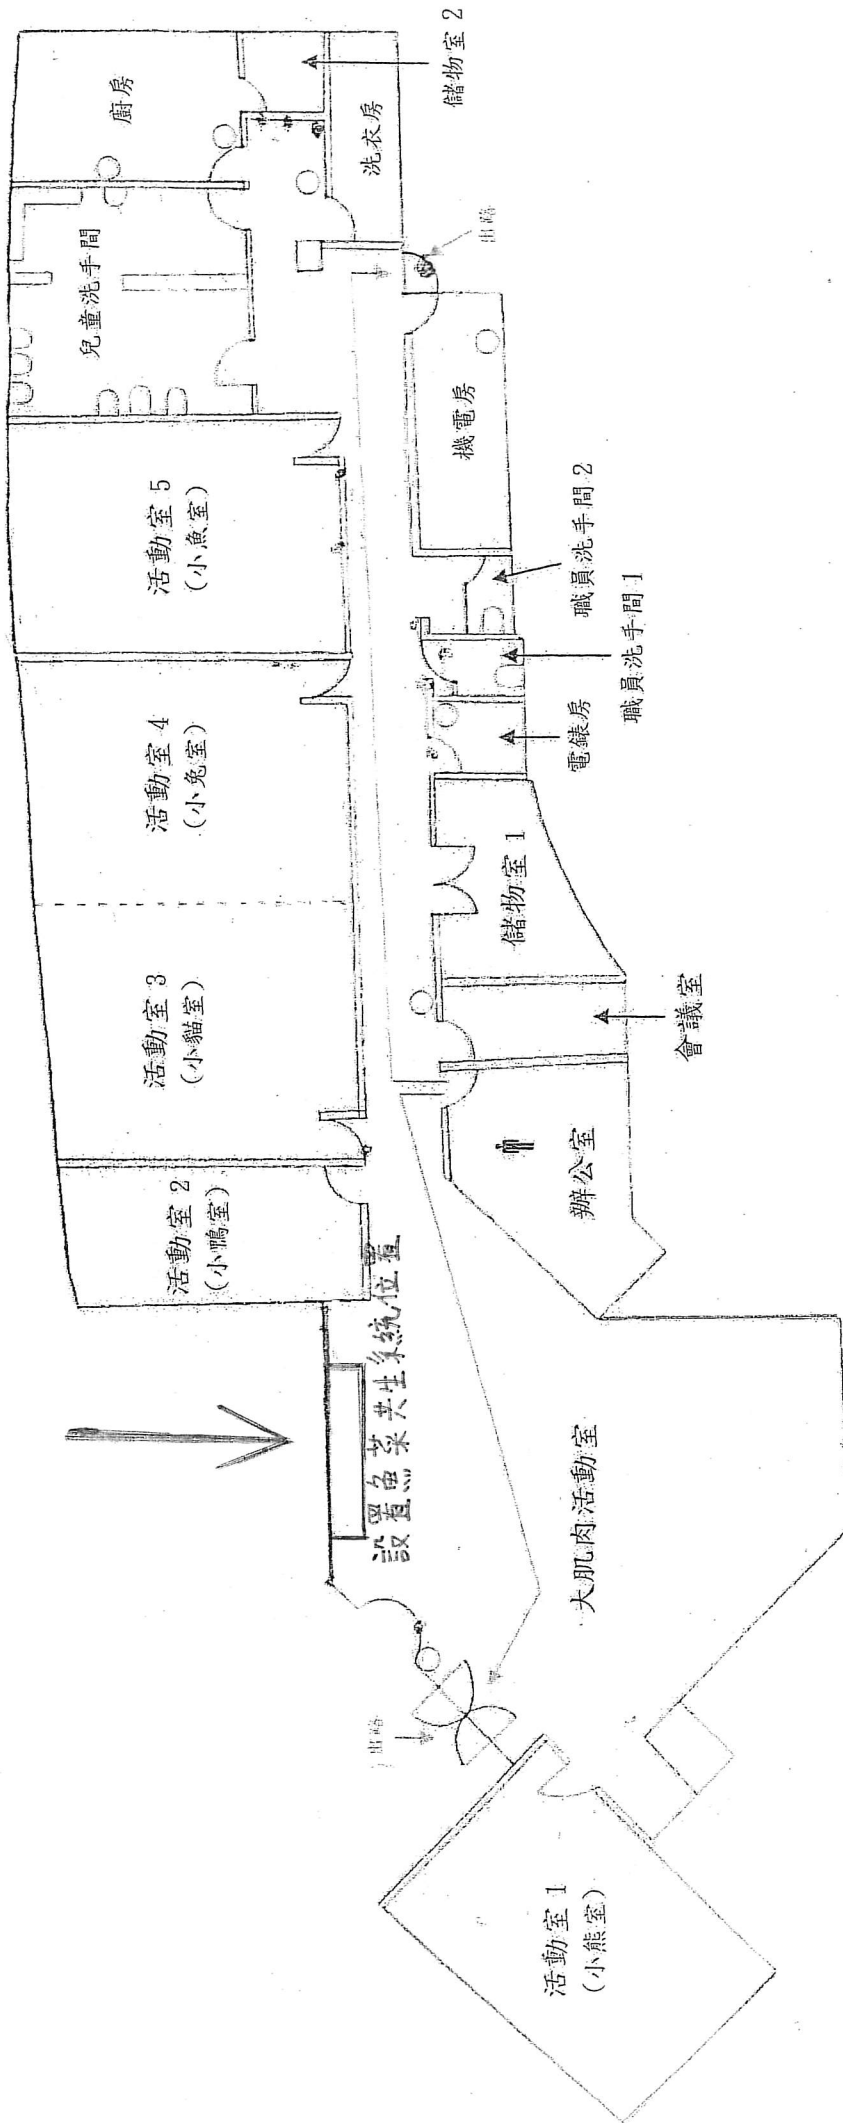 廚房
儲物室 2
洗衣房
兒童洗手間
出路
機電房
活動室 5
(小魚室)
職員洗手間 2
職員洗手間 1
活動室 4
(小兔室)
電錶房
儲物室 1
活動室 3
(小貓室)
會議室
辦公室
活動室 2
(小鴨室)
設置魚菜共生系統位置
大肌肉活動室
出路
活動室 1
(小熊室)